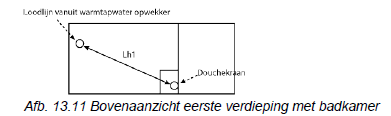 Loodlijn vanuit warmtapwater opwekker
Lh1
Douchekraan
Afb. 13.11 Bovenaanzicht eerste verdieping met badkamer